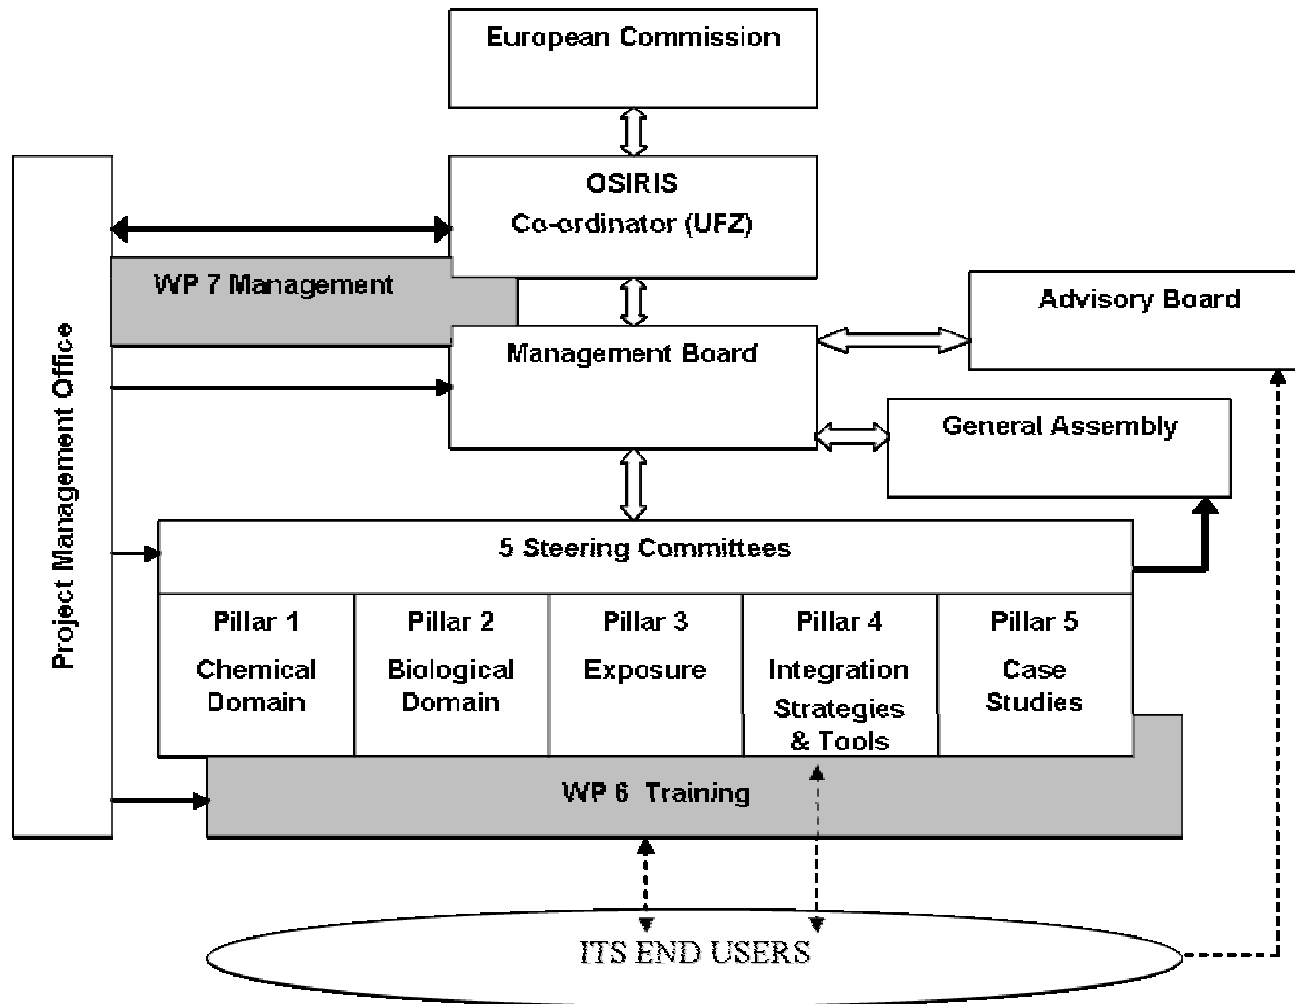 European Commission
OSIRIS
Co-ordinator (UFZ)
WP 7 Management
Advisory Board
Management Board
General Assembly
Project Management Office
5 Steering Committees
Pillar 1
Chemical
Domain
Pillar 2
Biological
Domain
Pillar 3
Exposure
Pillar 4
Integration
Strategies
& Tools
Pillar 5
Case
Studies
WP 6 Training
ITS END USERS